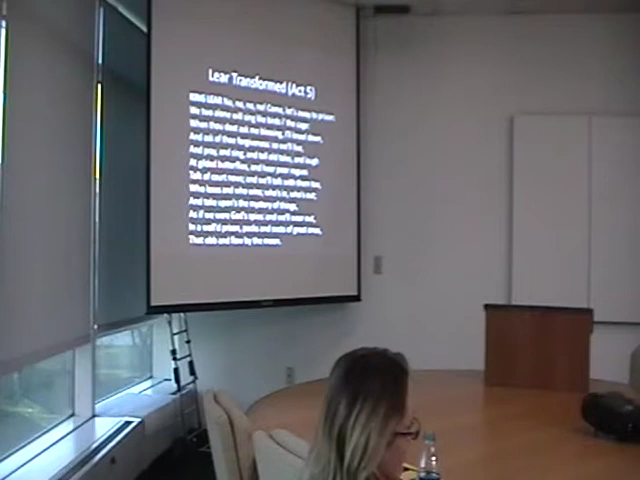 Lear Transformed (Act 5)
KING LEAR No, no, no, no! Come, let's away to prison:
We two alone will sing like birds i' the cage:
When thou dost ask me blessing, I'll kneel down,
And ask of thee forgiveness: so we'll live,
And pray, and sing, and tell old tales, and laugh
At gilded butterflies, and hear poor rogues
Talk of court news; and we'll talk with them too,
Who loses and who wins; who's in, who's out;
And take upon's the mystery of things,
As if we were God's spies: and we'll wear out,
In a wall'd prison, packs and sects of great ones,
That ebb and flow by the moon.